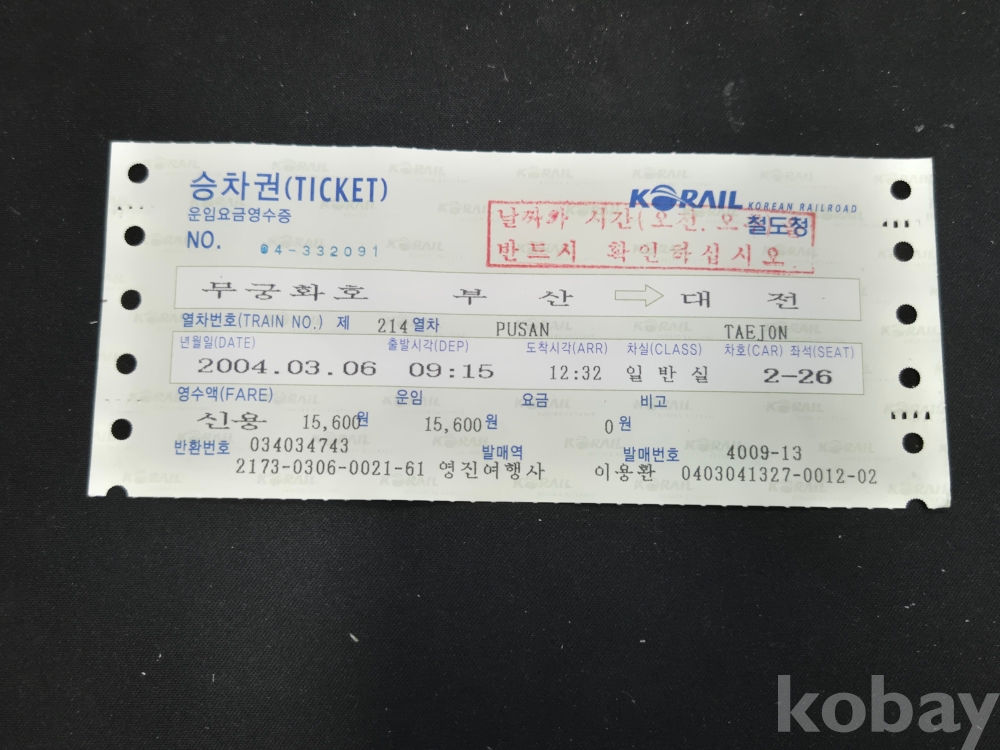 승차권(TICKET)
운임요금영수증
NO. 04-332091
KORAIL KOREAN RAILROAD
철도청
날짜와 시간(오전.
반드시 확인하십시오
무궁화호 부산 ⇨ 대전
열차번호(TRAIN NO.) 제 214열차 PUSAN TAEJON
년월일(DATE) 출발시각(DEP) 도착시각(ARR) 차실(CLASS) 차호(CAR) 좌석(SEAT)
2004.03.06 09:15 12:32 일반실 2-26
영수액(FARE) 운임 요금 비고
신용 15,600원 15,600원 0원
반환번호 034034743 발매역 발매번호 4009-13
2173-0306-0021-61 영진여행사 이용환 0403041327-0012-02
kobay